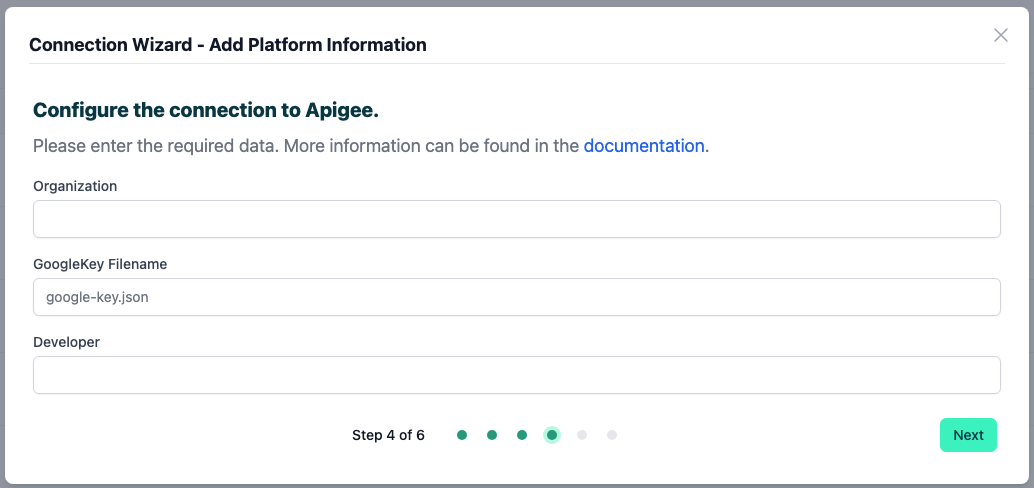 Connection Wizard - Add Platform Information
Configure the connection to Apigee.
Please enter the required data. More information can be found in the documentation.
Organization
GoogleKey Filename
google-key.json
Developer
Step 4 of 6
Next